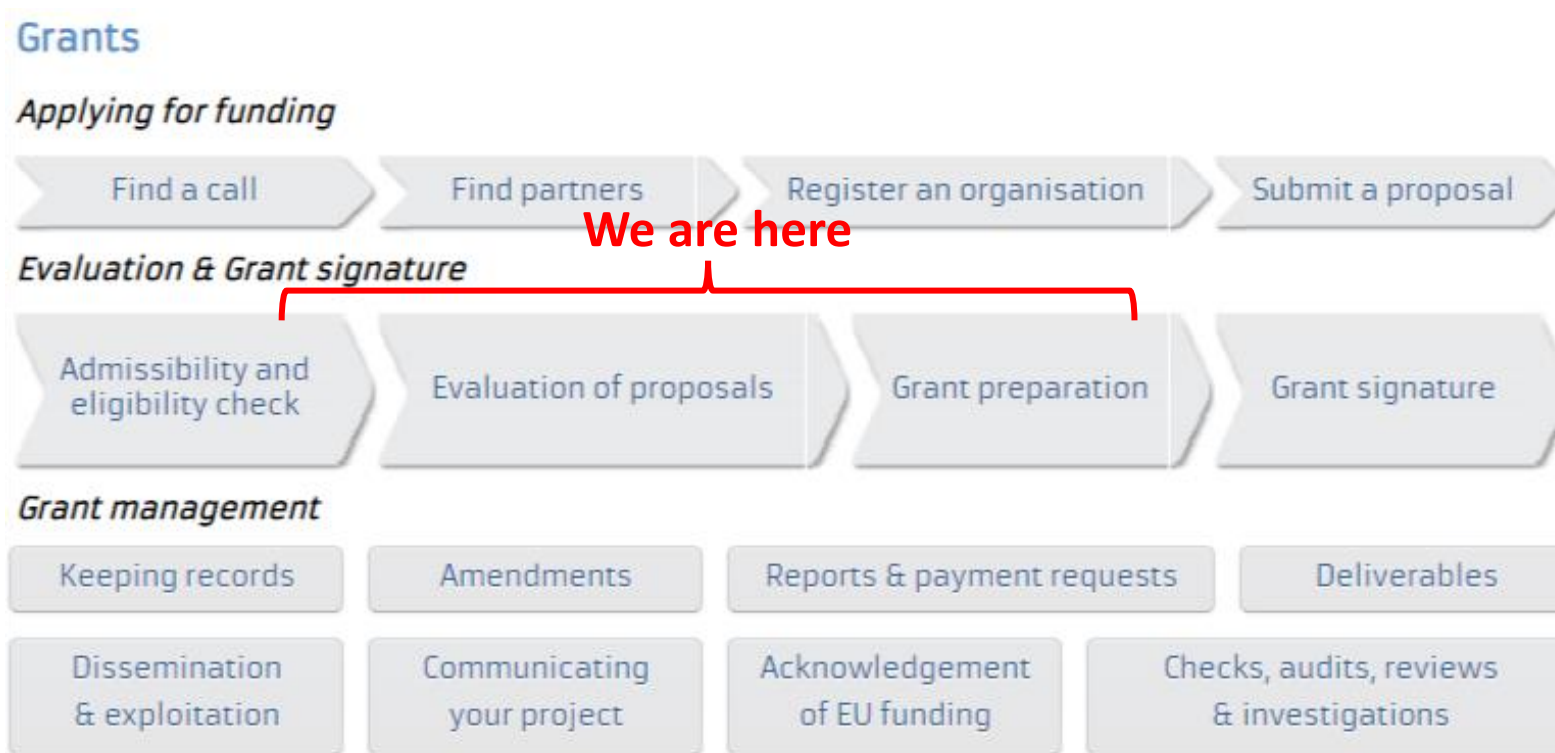 Grants
Applying for funding
Find a call
Find partners
Register an organisation
Submit a proposal
We are here
Evaluation & Grant signature
Admissibility and
eligibility check
Evaluation of proposals
Grant preparation
Grant signature
Grant management
Keeping records
Amendments
Reports & payment requests
Deliverables
Dissemination
& exploitation
Communicating
your project
Acknowledgement
of EU funding
Checks, audits, reviews
& investigations